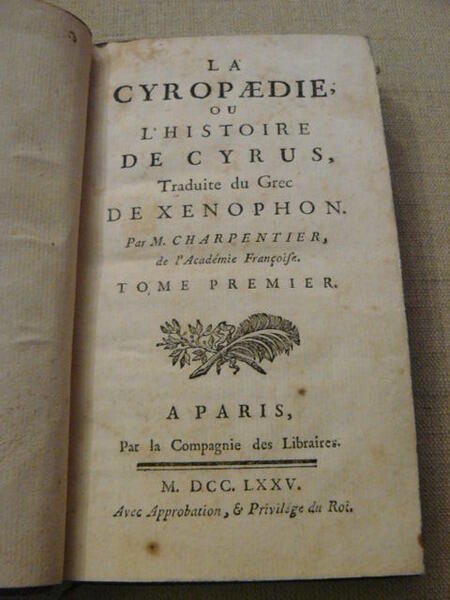 LA
CYROPÆDIE,
OU
L'HISTOIRE
DE CYRUS,
Traduite du Grec
DE XENOPHON.
Par M. CHARPENTIER,
de l'Académie Françoise.
TOME PREMIER.
A PARIS,
Par la Compagnie des Libraires.
M. DCC. LXXV.
Avec Approbation, & Privilége du Roi.